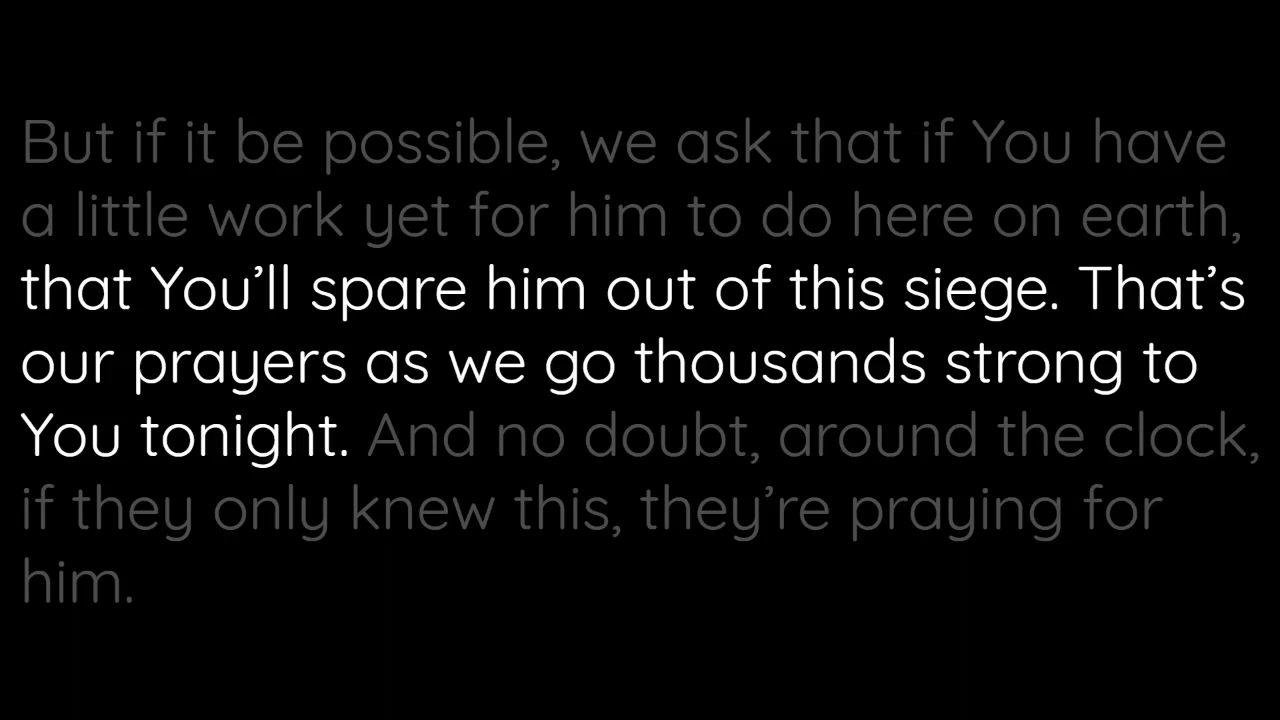 But if it be possible, we ask that if You have
a little work yet for him to do here on earth,
that You’ll spare him out of this siege. That’s
our prayers as we go thousands strong to
You tonight. And no doubt, around the clock,
if they only knew this, they’re praying for
him.